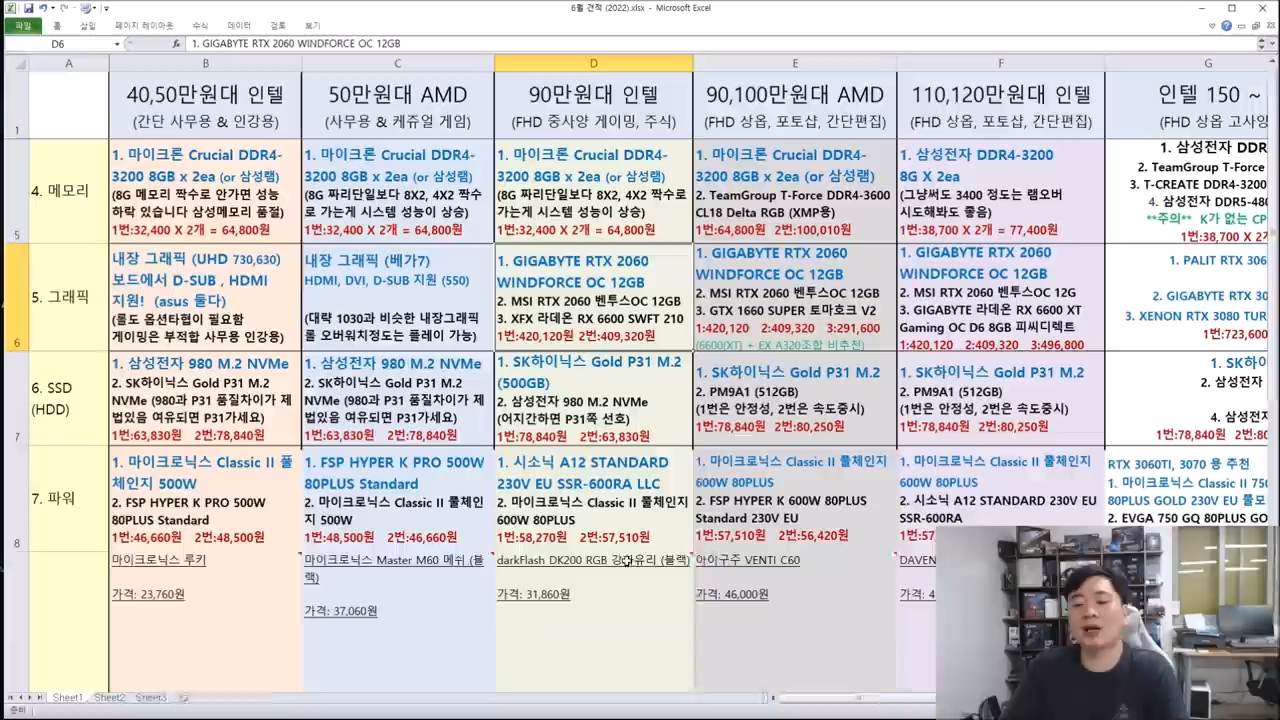 6월 견적 (2022).xlsx - Microsoft Excel
파일 홈 삽입 페이지 레이아웃 수식 데이터 검토 보기
D6 fx 1. GIGABYTE RTX 2060 WINDFORCE OC 12GB
A B C D E F G
1
40,50만원대 인텔
(간단 사무용 & 인강용)
50만원대 AMD
(사무용 & 케쥬얼 게임)
90만원대 인텔
(FHD 중사양 게이밍, 주식)
90,100만원대 AMD
(FHD 상옵, 포토샵, 간단편집)
110,120만원대 인텔
(FHD 상옵, 포토샵, 간단편집)
인텔 150 ~
(FHD 상옵 고사양
5
4. 메모리
1. 마이크론 Crucial DDR4-
3200 8GB x 2ea (or 삼성램)
(8G 메모리 짝수로 안가면 성능
하락 있습니다 삼성메모리 품절)
1번:32,400 X 2개 = 64,800원
1. 마이크론 Crucial DDR4-
3200 8GB x 2ea (or 삼성램)
(8G 짜리단일보다 8X2, 4X2 짝수
로 가는게 시스템 성능이 상승)
1번:32,400 X 2개 = 64,800원
1. 마이크론 Crucial DDR4-
3200 8GB x 2ea (or 삼성램)
(8G 짜리단일보다 8X2, 4X2 짝수로
가는게 시스템 성능이 상승)
1번:32,400 X 2개 = 64,800원
1. 마이크론 Crucial DDR4-
3200 8GB x 2ea (or 삼성램)
2. TeamGroup T-Force DDR4-3600
CL18 Delta RGB (XMP용)
1번:64,800원 2번:100,010원
1. 삼성전자 DDR4-3200
8G X 2ea
(그냥써도 3400 정도는 램오버
시도해봐도 좋음)
1번:38,700 X 2개 = 77,400원
1. 삼성전자 DDR
2. TeamGroup T-Force
3. T-CREATE DDR4-3200
4. 삼성전자 DDR5-480
**주의** K가 없는 CP
1번:38,700 X 2
6
5. 그래픽
내장 그래픽 (UHD 730,630)
보드에서 D-SUB , HDMI
지원! (asus 둘다)
(롤도 옵션타협이 필요함
게이밍은 부적합 사무용 인강용)
내장 그래픽 (베가7)
HDMI, DVI, D-SUB 지원 (550)
(대략 1030과 비슷한 내장그래픽
롤 오버워치정도는 플레이 가능)
1. GIGABYTE RTX 2060
WINDFORCE OC 12GB
2. MSI RTX 2060 벤투스OC 12GB
3. XFX 라데온 RX 6600 SWFT 210
1번:420,120원 2번:409,320원
1. GIGABYTE RTX 2060
WINDFORCE OC 12GB
2. MSI RTX 2060 벤투스OC 12GB
3. GTX 1660 SUPER 토마호크 V2
1:420,120 2:409,320 3:291,600
(6600(XT) + EX A320조합 비추천)
1. GIGABYTE RTX 2060
WINDFORCE OC 12GB
2. MSI RTX 2060 벤투스OC 12G
3. GIGABYTE 라데온 RX 6600 XT
Gaming OC D6 8GB 피씨디렉트
1:420,120 2:409,320 3:496,800
1. PALIT RTX 306
2. GIGABYTE RTX 30
3. XENON RTX 3080 TUR
1번:723,600
7
6. SSD
(HDD)
1. 삼성전자 980 M.2 NVMe
2. SK하이닉스 Gold P31 M.2
NVMe (980과 P31 품질차이가 제
법있음 여유되면 P31가세요)
1번:63,830원 2번:78,840원
1. 삼성전자 980 M.2 NVMe
2. SK하이닉스 Gold P31 M.2
NVMe (980과 P31 품질차이가 제
법있음 여유되면 P31가세요)
1번:63,830원 2번:78,840원
1. SK하이닉스 Gold P31 M.2
(500GB)
2. 삼성전자 980 M.2 NVMe
(어지간하면 P31쪽 선호)
1번:78,840원 2번:63,830원
1. SK하이닉스 Gold P31 M.2
2. PM9A1 (512GB)
(1번은 안정성, 2번은 속도중시)
1번:78,840원 2번:80,250원
1. SK하이닉스 Gold P31 M.2
2. PM9A1 (512GB)
(1번은 안정성, 2번은 속도중시)
1번:78,840원 2번:80,250원
1. SK하
2. 삼성전자
4. 삼성전
1번:78,840원 2번:80
8
7. 파워
1. 마이크로닉스 Classic II 풀
체인지 500W
2. FSP HYPER K PRO 500W
80PLUS Standard
1번:46,660원 2번:48,500원
1. FSP HYPER K PRO 500W
80PLUS Standard
2. 마이크로닉스 Classic II 풀체인
지 500W
1번:48,500원 2번:46,660원
1. 시소닉 A12 STANDARD
230V EU SSR-600RA LLC
2. 마이크로닉스 Classic II 풀체인지
600W 80PLUS
1번:58,270원 2번:57,510원
1. 마이크로닉스 Classic II 풀체인지
600W 80PLUS
2. FSP HYPER K 600W 80PLUS
Standard 230V EU
1번:57,510원 2번:56,420원
1. 마이크로닉스 Classic II 풀체인지
600W 80PLUS
2. 시소닉 A12 STANDARD 230V EU
SSR-600RA
1번:57,
RTX 3060TI, 3070 용 추천
1. 마이크로닉스 Classic II 750
80PLUS GOLD 230V EU 풀모
2. EVGA 750 GQ 80PLUS GO
마이크로닉스 루키
가격: 23,760원
마이크로닉스 Master M60 메쉬 (블
랙)
가격: 37,060원
darkFlash DK200 RGB 강화유리 (블랙)
가격: 31,860원
아이구주 VENTI C60
가격: 46,000원
DAVEN
가격: 4
Sheet1 Sheet2 Sheet3
준비